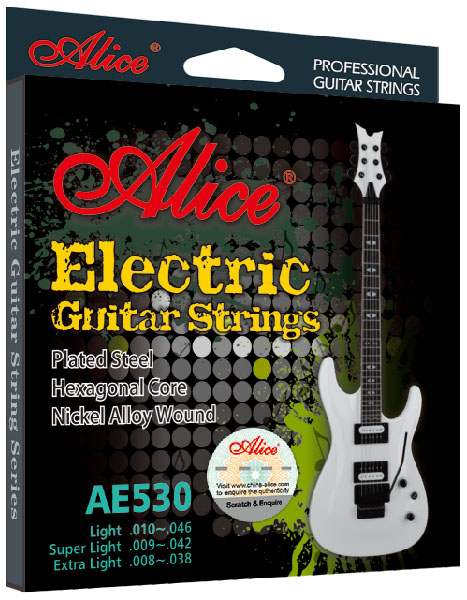 Alice®
PROFESSIONAL
GUITAR STRINGS
Alice®
Electric
Guitar Strings
Plated Steel
Hexagonal Core
Nickel Alloy Wound
AE530
Light .010~.046
Super Light .009~.042
Extra Light .008~.038
Alice®
Visit www.china-alice.com
to enquire the quthenticity
Scratch & Enquire
Electric Guitar String Series